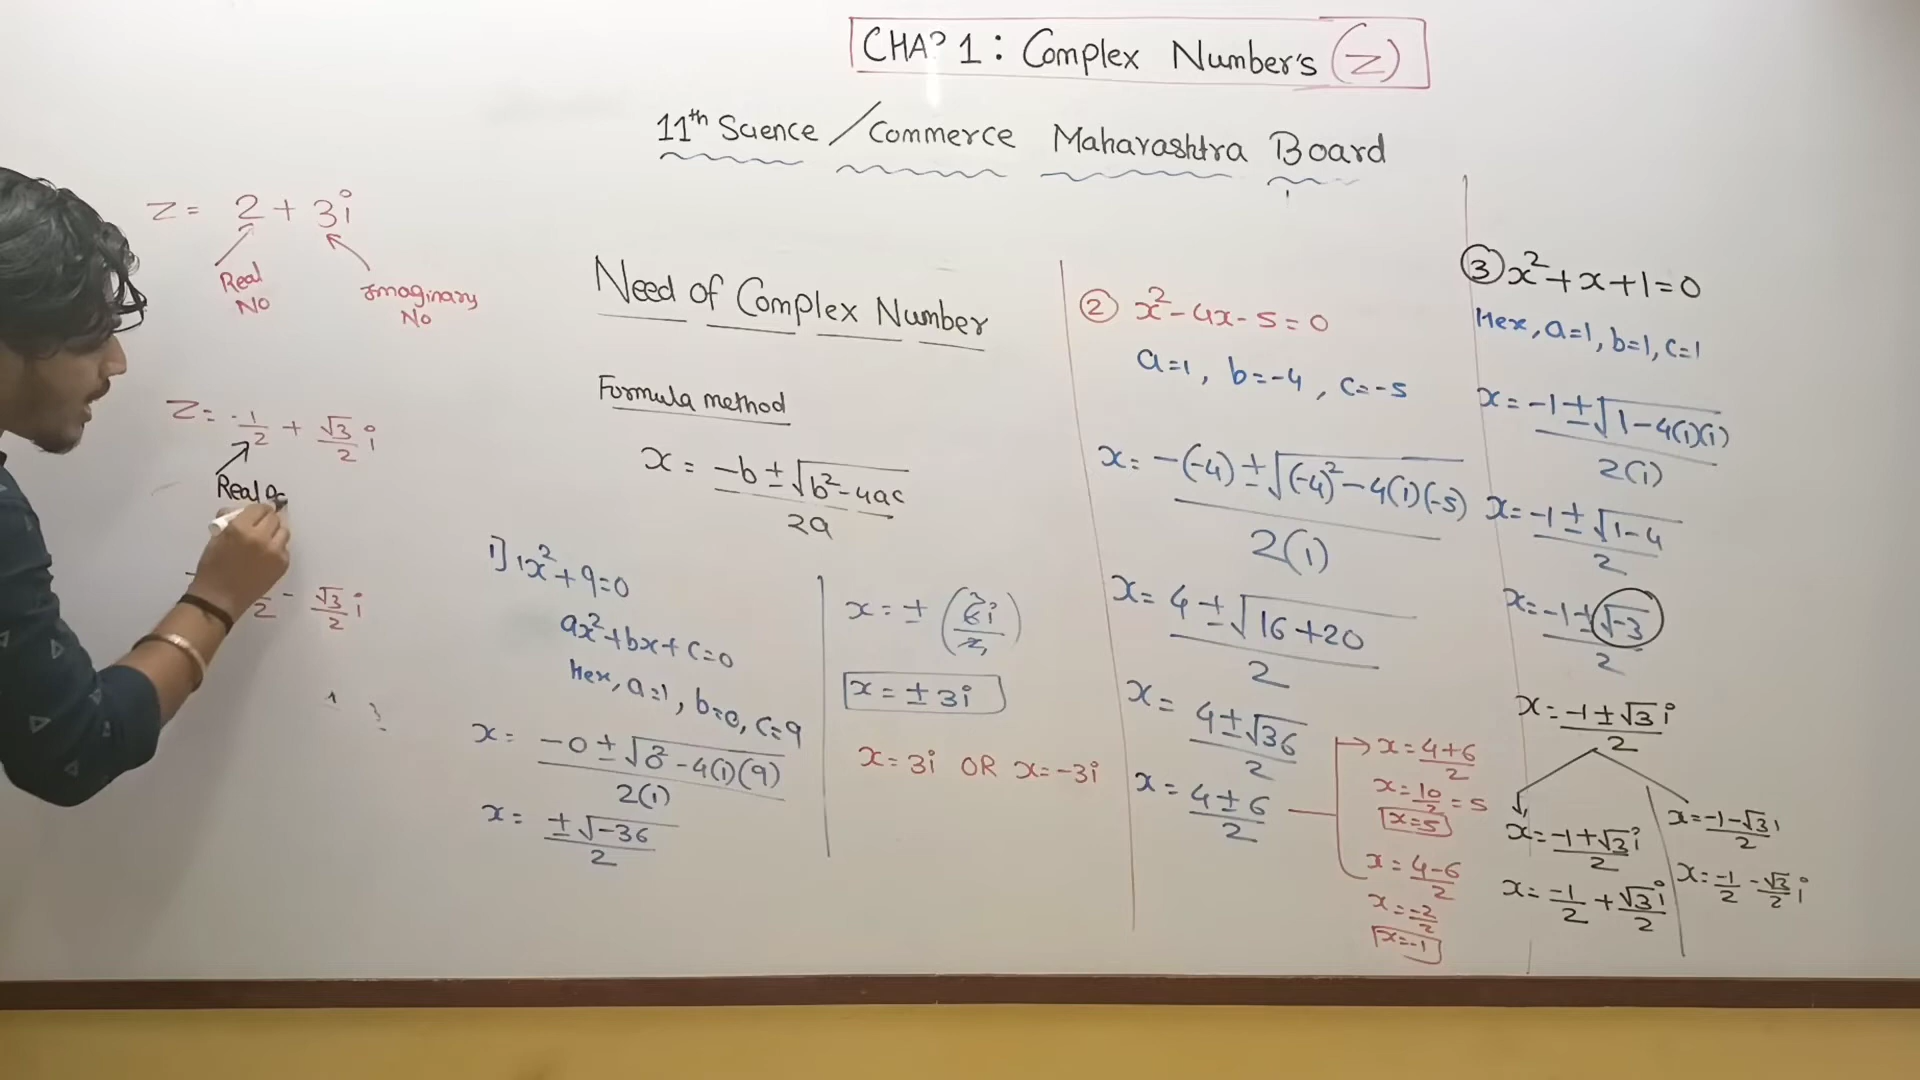 CHAP 1 : Complex Number's (Z)
11th Science / Commerce Maharashtra Board
Z = 2 + 3i
Real No
Imaginary No
Z = -1/2 + √3/2 i
Real
2 - √3/2 i
Need of Complex Number
Formula method
x = -b ± √b² - 4ac / 2a
1] 1x² + 9 = 0
ax² + bx + c = 0
Here, a=1, b=0, c=9
x = -0 ± √0² - 4(1)(9) / 2(1)
x = ± √-36 / 2
x = ± (6i / 2)
x = ± 3i
x = 3i OR x = -3i
② x² - 4x - 5 = 0
a=1, b=-4, c=-5
x = -(-4) ± √(-4)² - 4(1)(-5) / 2(1)
x = 4 ± √16 + 20 / 2
x = 4 ± √36 / 2
x = 4 ± 6 / 2
x = 4+6 / 2
x = 10/2 = 5
x=5
x = 4-6 / 2
x = -2/2
x=-1
③ x² + x + 1 = 0
Her, a=1, b=1, c=1
x = -1 ± √1 - 4(1)(1) / 2(1)
x = -1 ± √1-4 / 2
x = -1 ± √-3 / 2
x = -1 ± √3 i / 2
x = -1 + √3 i / 2
x = -1/2 + √3 i / 2
x = -1 - √3 i / 2
x = -1/2 - √3/2 i